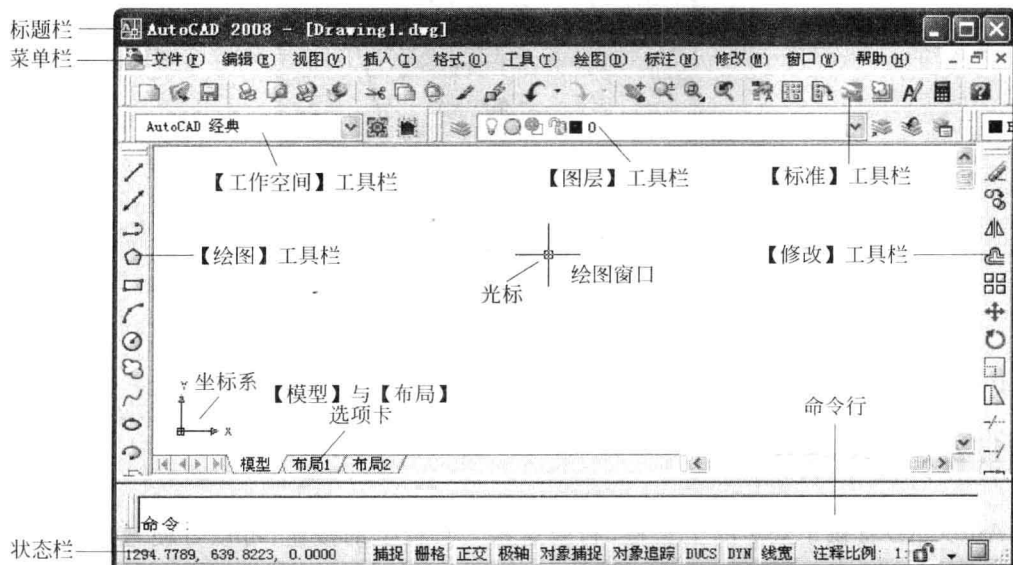 标题栏
AutoCAD 2008 - [Drawing1.dwg]
菜单栏
文件(F) 编辑(E) 视图(V) 插入(I) 格式(O) 工具(T) 绘图(D) 标注(N) 修改(M) 窗口(W) 帮助(H)
AutoCAD 经典
0
【工作空间】工具栏
【图层】工具栏
【标准】工具栏
【绘图】工具栏
【修改】工具栏
绘图窗口
光标
Y
坐标系
X
【模型】与【布局】
选项卡
命令行
模型 布局1 布局2
命令:
状态栏
1294.7789, 639.8223, 0.0000 捕捉 栅格 正交 极轴 对象捕捉 对象追踪 DUCS DYN 线宽 注释比例: 1: